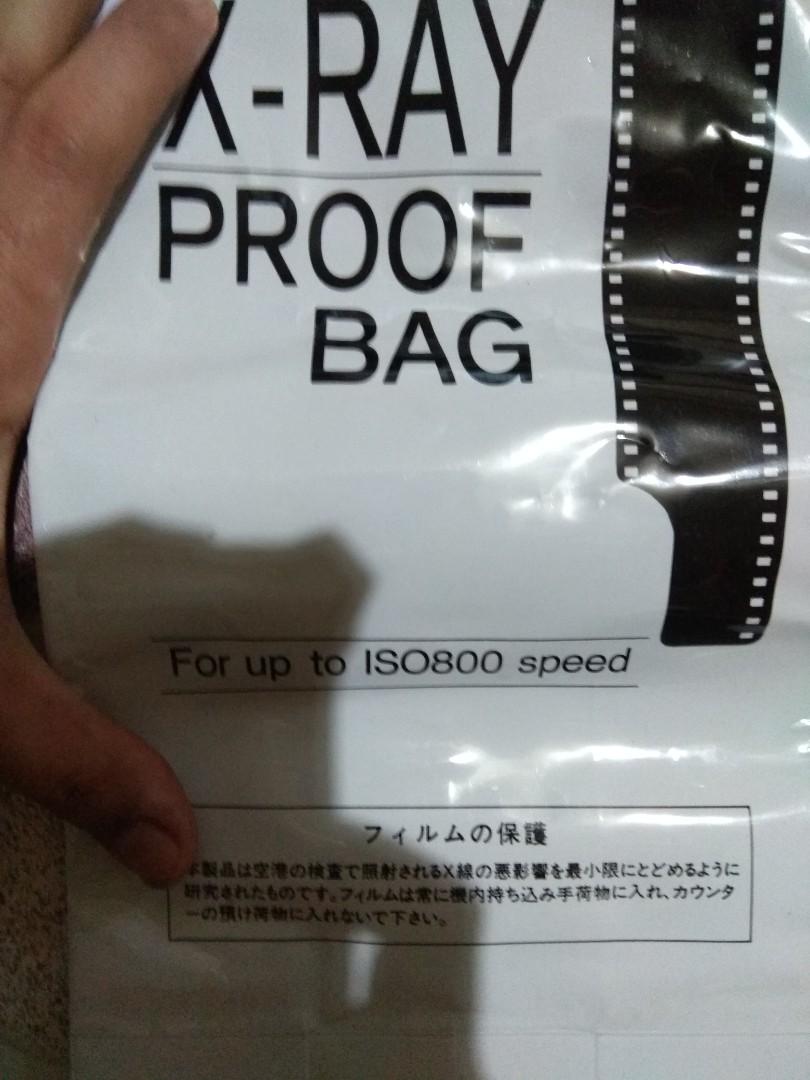 X-RAY
PROOF
BAG
For up to ISO800 speed
フィルムの保護
本製品は空港の検査で照射されるX線の悪影響を最小限にとどめるように
研究されたものです。フィルムは常に機内持ち込み手荷物に入れ、カウンタ
ーの預け荷物に入れないで下さい。